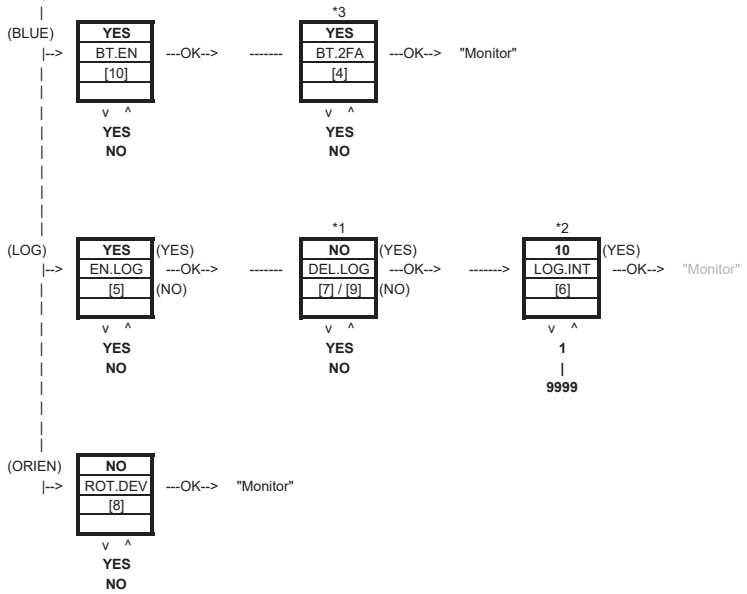 *3
(BLUE) YES YES
|--> BT.EN ---OK--> ------- BT.2FA ---OK--> "Monitor"
[10] [4]
v ^ v ^
YES YES
NO NO
*1 *2
(LOG) YES (YES) NO (YES) 10 (YES)
|--> EN.LOG ---OK--> ------- DEL.LOG ---OK--> -------> LOG.INT ---OK--> "Monitor"
[5] (NO) [7] / [9] (NO) [6]
v ^ v ^ v ^
YES YES 1
NO NO |
9999
(ORIEN) NO
|--> ROT.DEV ---OK--> "Monitor"
[8]
v ^
YES
NO